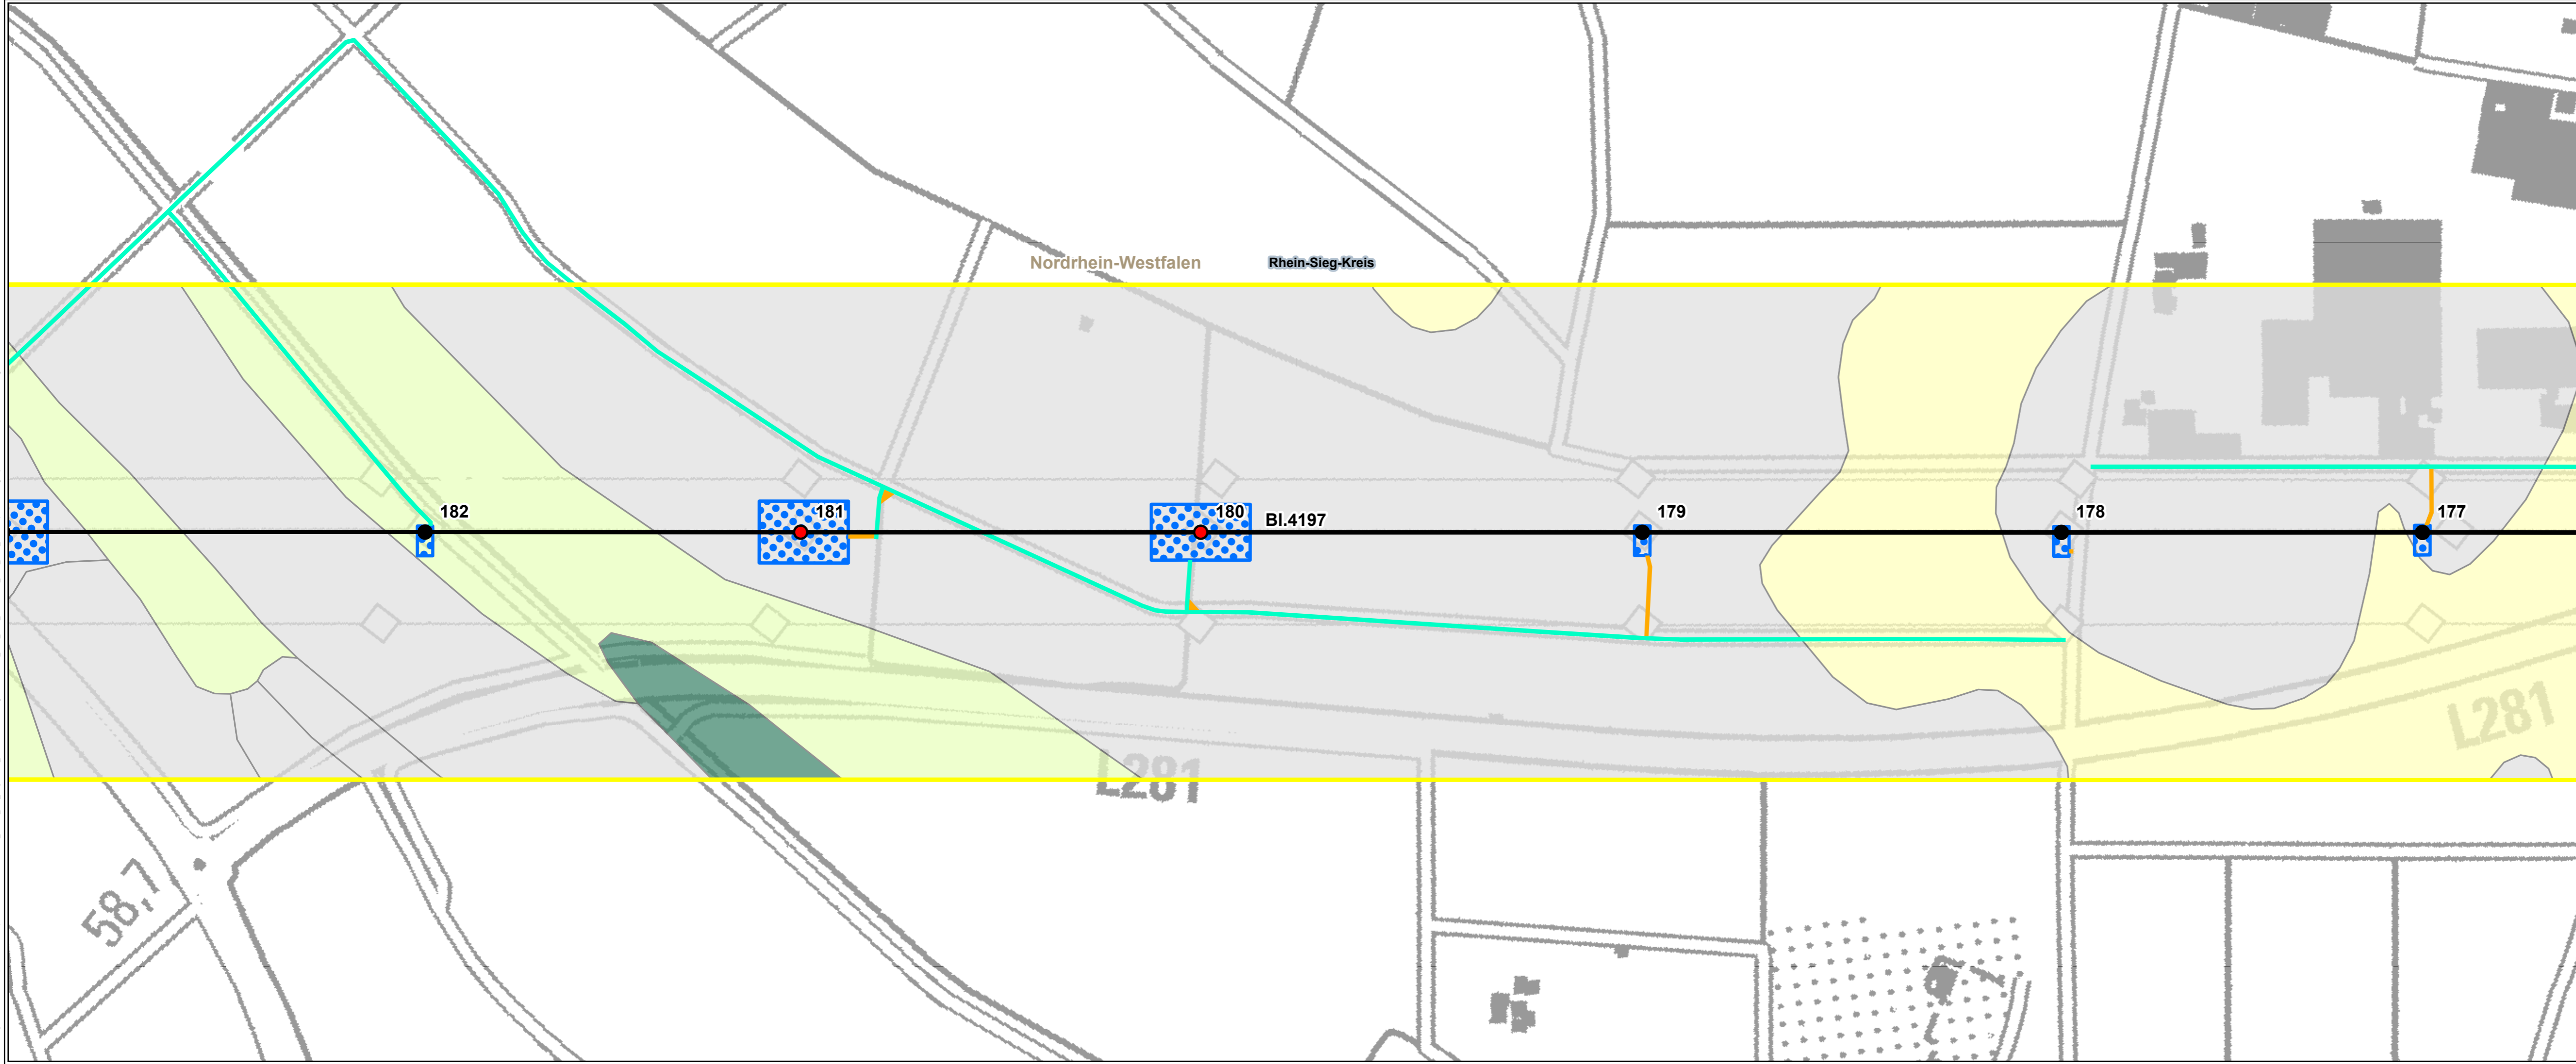 Nordrhein-Westfalen
Rhein-Sieg-Kreis
182
181
180
Bl.4197
179
178
177
L281
L281
58,7